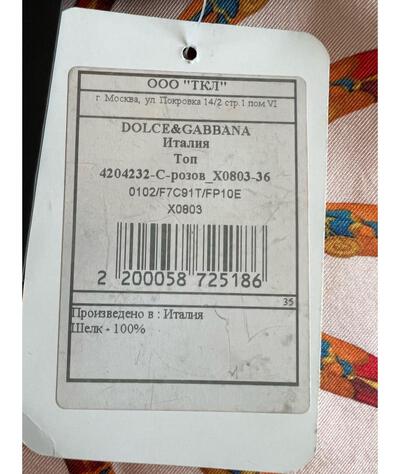 ООО "ТКЛ"
г. Москва, ул. Покровка 14/2 стр.1 пом VI
DOLCE&GABBANA
Италия
Топ
4204232-С-розов_X0803-36
0102/F7C91T/FP10E
X0803
2 200058 725186
36
Произведено в : Италия
Шелк - 100%